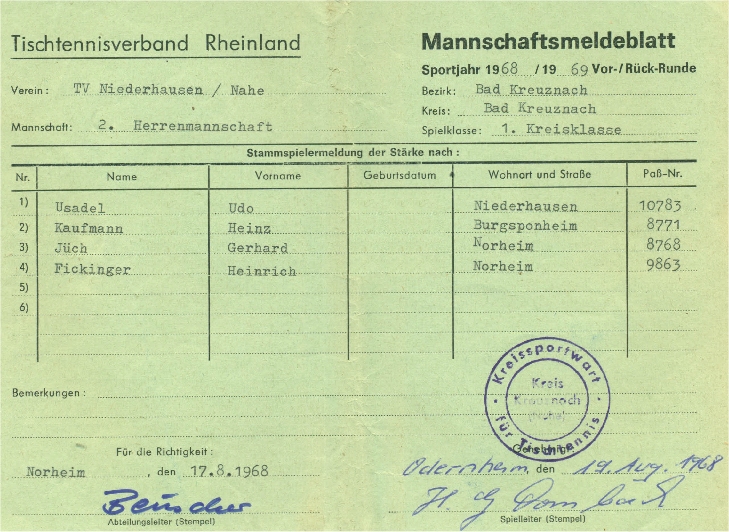 Tischtennisverband Rheinland
Mannschaftsmeldeblatt
Sportjahr 1968 /19 69 Vor-/Rück-Runde
Verein: TV Niederhausen / Nahe
Bezirk: Bad Kreuznach
Kreis: Bad Kreuznach
Mannschaft: 2. Herrenmannschaft
Spielklasse: 1. Kreisklasse
Stammspielermeldung der Stärke nach:
Nr. Name Vorname Geburtsdatum Wohnort und Straße Paß-Nr.
1) Usadel Udo Niederhausen 10783
2) Kaufmann Heinz Burgsponheim 8771
3) Jüch Gerhard Norheim 8768
4) Fickinger Heinrich Norheim 9863
5)
6)
Kreissportwart
Kreis
Kreuznach
(Nahe)
für Tischtennis
Bemerkungen:
Für die Richtigkeit:
Norheim, den 17.8.1968
Odernheim, den 19. Aug. 1968
Beuscher
Abteilungsleiter (Stempel)
Spielleiter (Stempel)